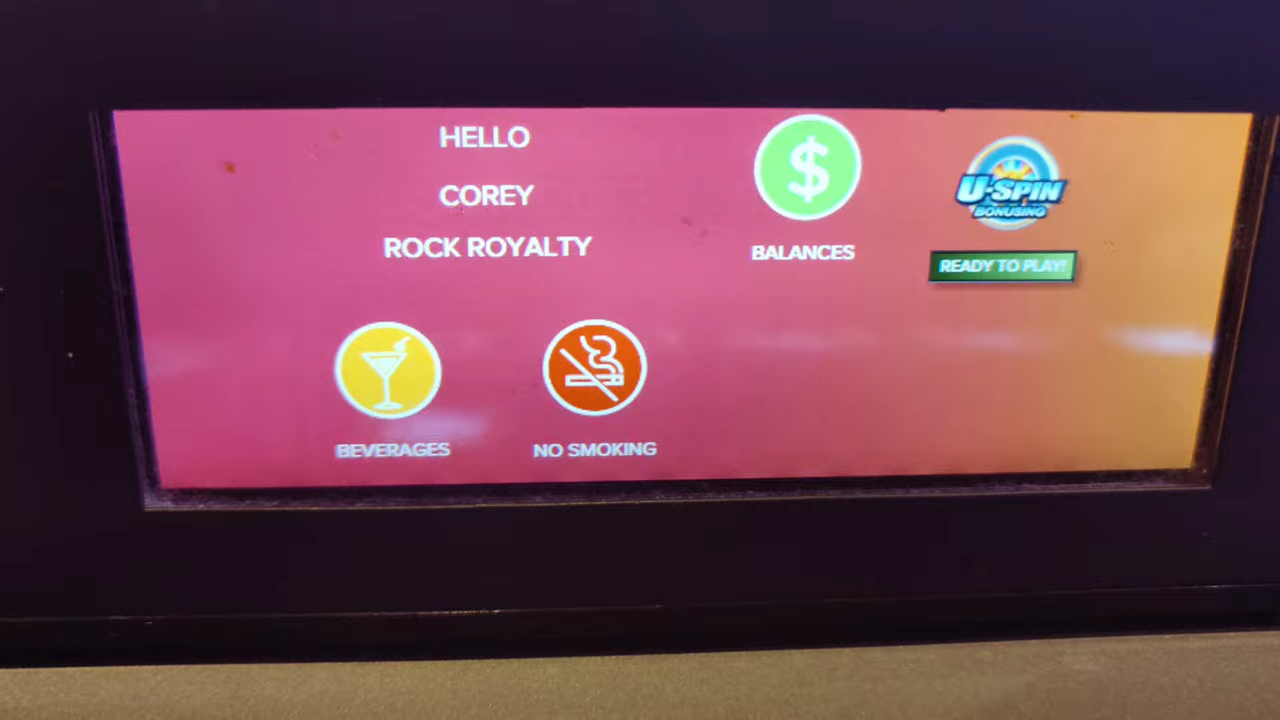 HELLO
COREY
ROCK ROYALTY
$
BALANCES
U-SPIN
BONUSING
READY TO PLAY!
BEVERAGES
NO SMOKING